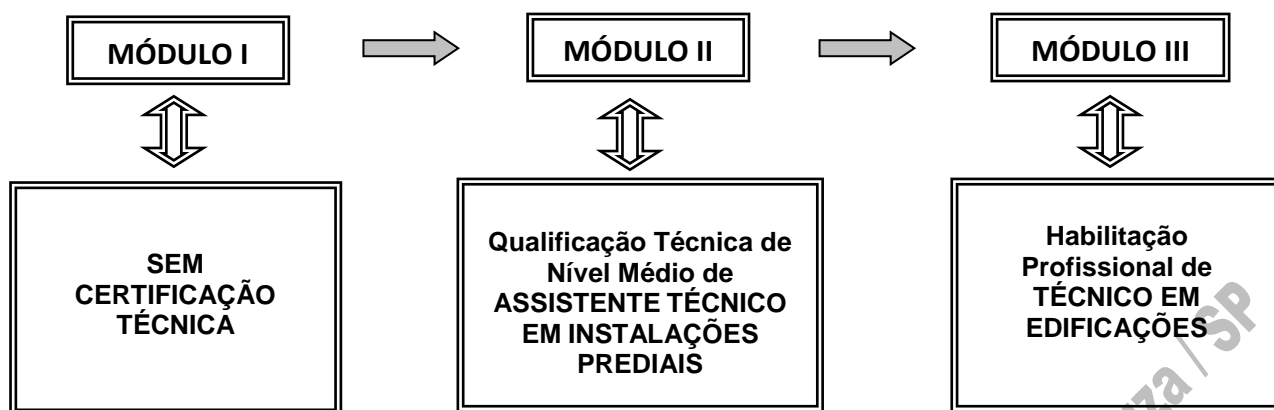 MÓDULO I
MÓDULO II
MÓDULO III
SEM
CERTIFICAÇÃO
TÉCNICA
Qualificação Técnica de
Nível Médio de
ASSISTENTE TÉCNICO
EM INSTALAÇÕES
PREDIAIS
Habilitação
Profissional de
TÉCNICO EM
EDIFICAÇÕES
/ SP